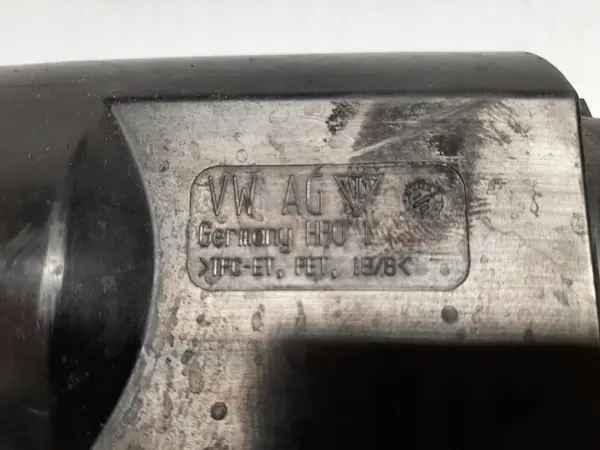 VW AG
Germany
>TPC-ET, PET, 18/8<